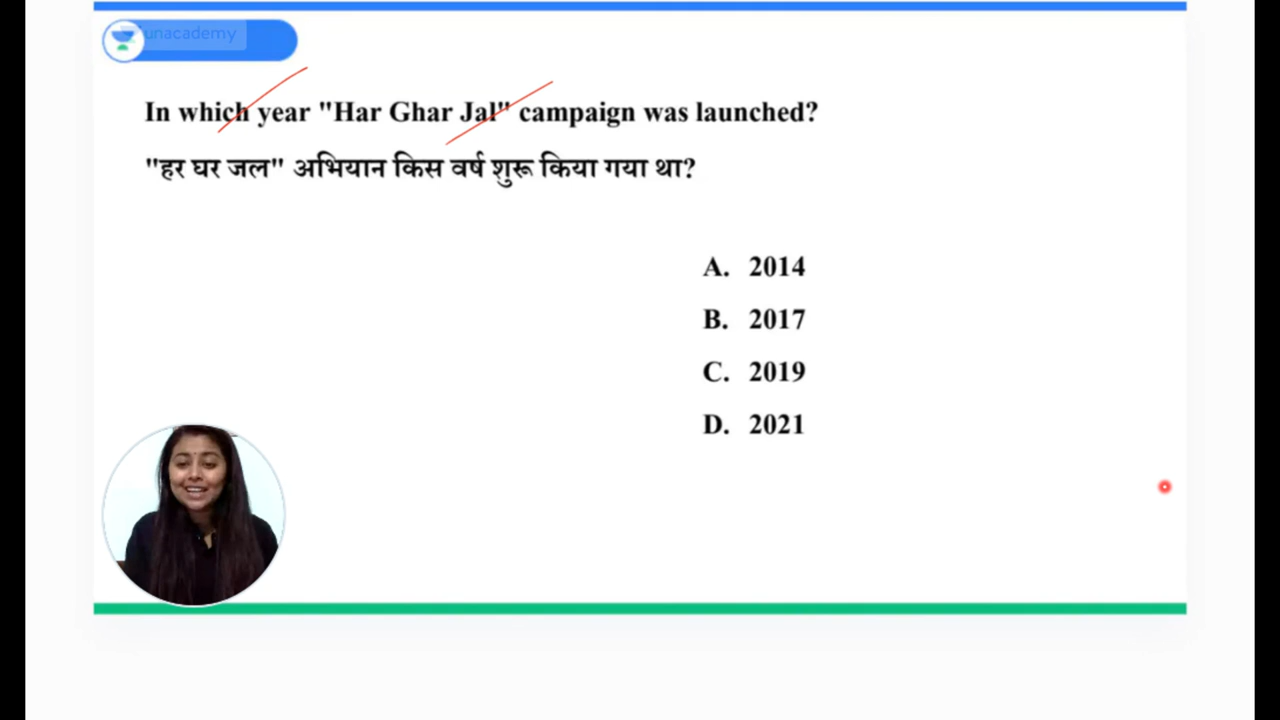 unacademy
In which year "Har Ghar Jal" campaign was launched?
"हर घर जल" अभियान किस वर्ष शुरू किया गया था?
A. 2014
B. 2017
C. 2019
D. 2021